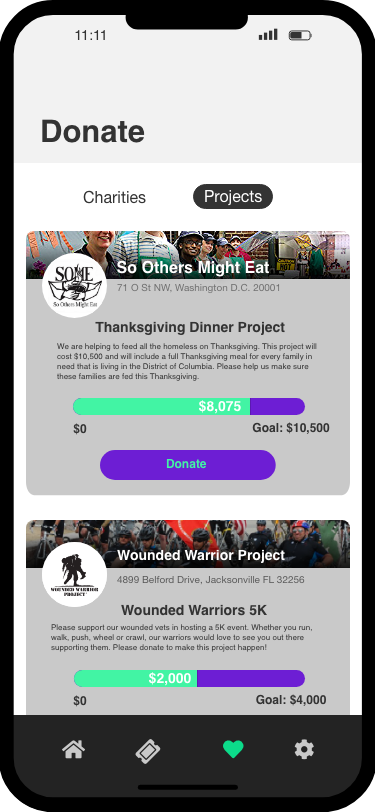 11:11
Donate
Charities
Projects
So Others Might Eat
SOME
So Others Might Eat
71 O St NW, Washington D.C. 20001
Thanksgiving Dinner Project
We are helping to feed all the homeless on Thanksgiving. This project will
cost $10,500 and will include a full Thanksgiving meal for every family in
need that is living in the District of Columbia. Please help us make sure
these families are fed this Thanksgiving.
$8,075
$0
Goal: $10,500
Donate
Wounded Warrior Project
WOUNDED WARRIOR
PROJECT
4899 Belford Drive, Jacksonville FL 32256
Wounded Warriors 5K
Please support our wounded vets in hosting a 5K event. Whether you run,
walk, push, wheel or crawl, our warriors would love to see you out there
supporting them. Please donate to make this project happen!
$2,000
$0
Goal: $4,000